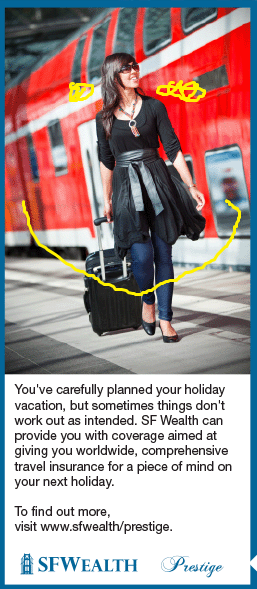 You've carefully planned your holiday
vacation, but sometimes things don't
work out as intended. SF Wealth can
provide you with coverage aimed at
giving you worldwide, comprehensive
travel insurance for a piece of mind on
your next holiday.
To find out more,
visit www.sfwealth/prestige.
SFWEALTH Prestige